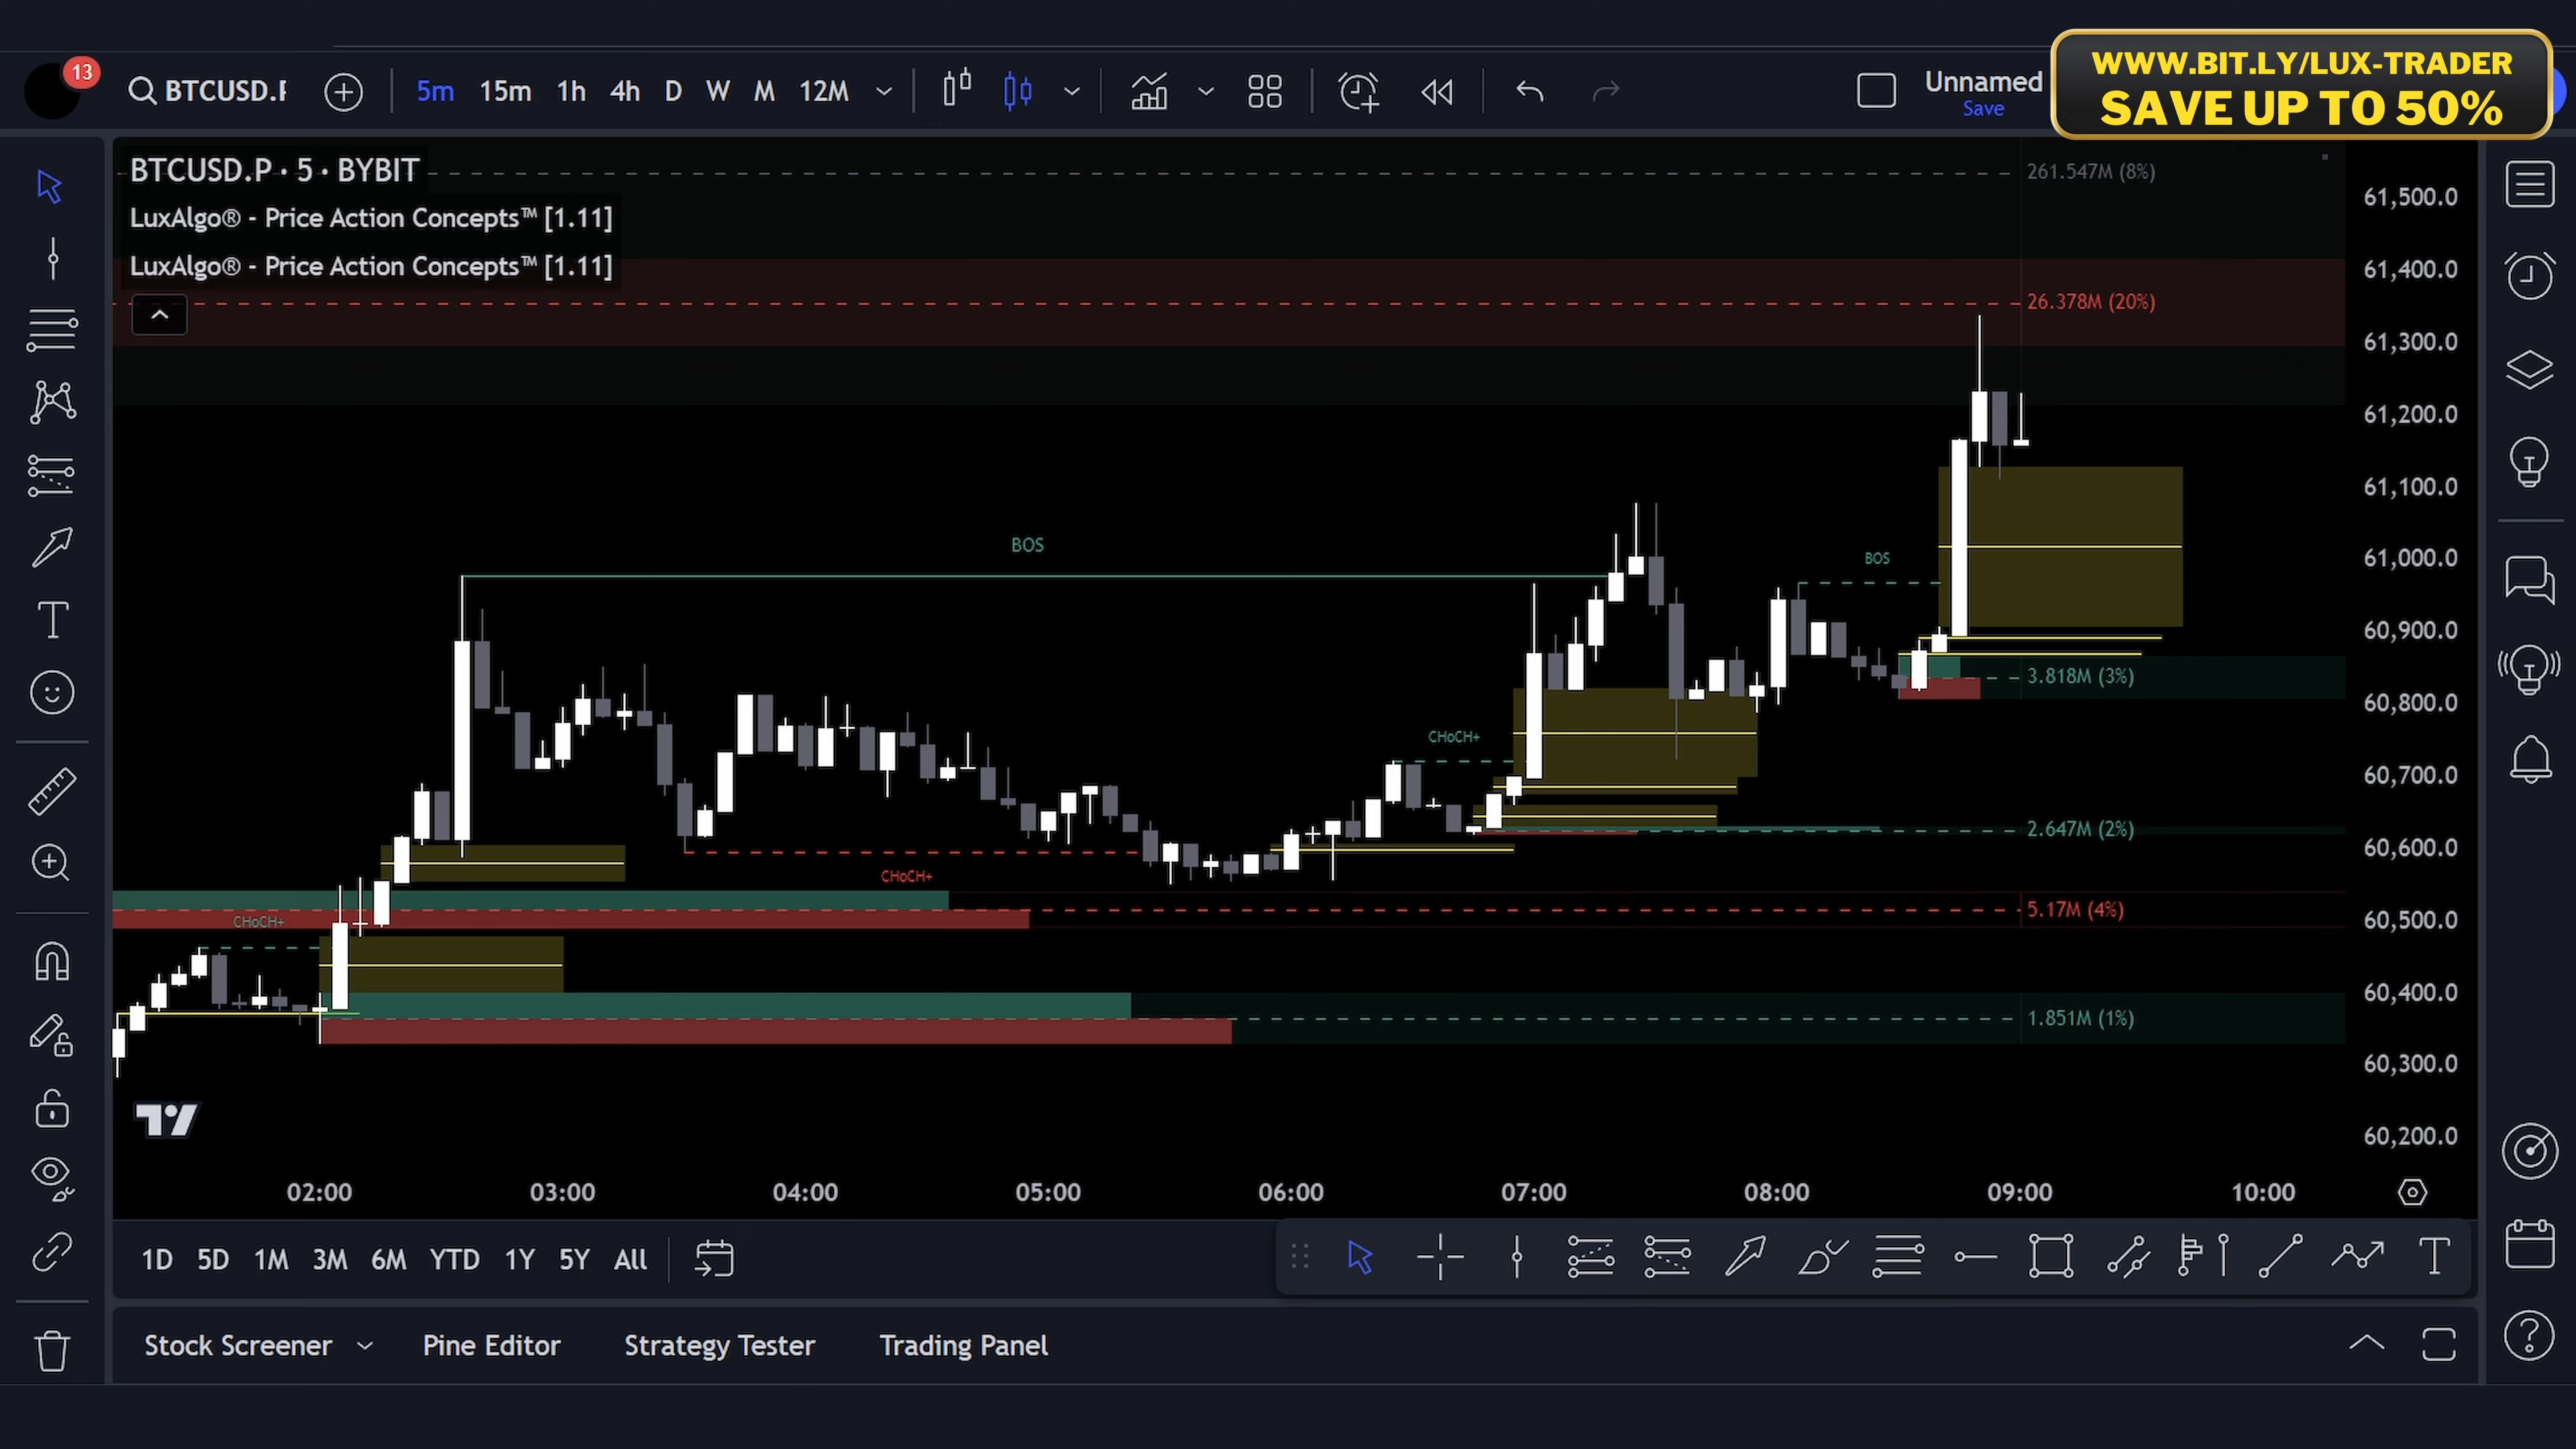 13
BTCUSD.F
5m 15m 1h 4h D W M 12M
Unnamed
Save
WWW.BIT.LY/LUX-TRADER
SAVE UP TO 50%
BTCUSD.P · 5 · BYBIT
LuxAlgo® - Price Action Concepts™ [1.11]
LuxAlgo® - Price Action Concepts™ [1.11]
261.547M (8%)
26.378M (20%)
BOS
BOS
3.818M (3%)
CHoCH+
2.647M (2%)
CHoCH+
5.17M (4%)
CHoCH+
1.851M (1%)
61,500.0
61,400.0
61,300.0
61,200.0
61,100.0
61,000.0
60,900.0
60,800.0
60,700.0
60,600.0
60,500.0
60,400.0
60,300.0
60,200.0
02:00 03:00 04:00 05:00 06:00 07:00 08:00 09:00 10:00
1D 5D 1M 3M 6M YTD 1Y 5Y All
Stock Screener Pine Editor Strategy Tester Trading Panel